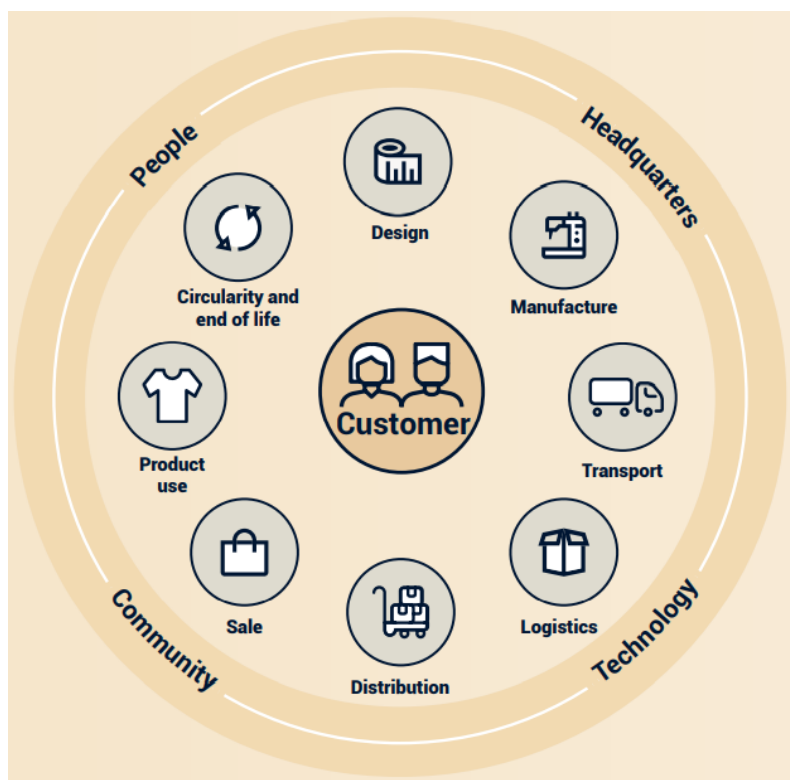 People
Headquarters
Design
Circularity and
end of life
Manufacture
Customer
Product
use
Transport
Sale
Logistics
Distribution
Community
Technology